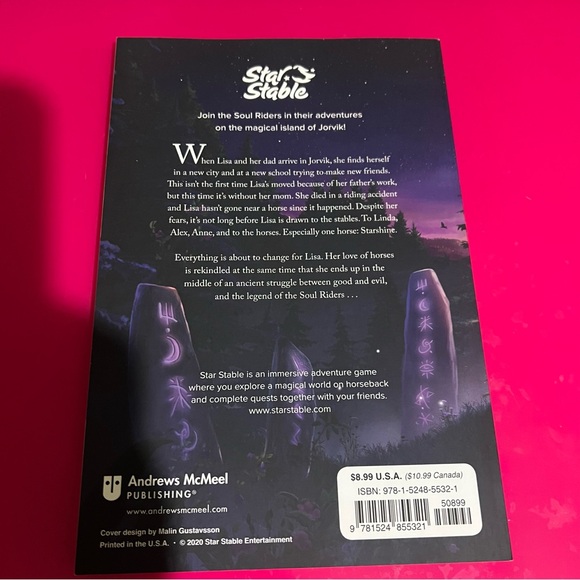 Star
Stable
Join the Soul Riders in their adventures
on the magical island of Jorvik!
When Lisa and her dad arrive in Jorvik, she finds herself
in a new city and at a new school trying to make new friends.
This isn't the first time Lisa's moved because of her father's work,
but this time it's without her mom. She died in a riding accident
and Lisa hasn't gone near a horse since it happened. Despite her
fears, it's not long before Lisa is drawn to the stables. To Linda,
Alex, Anne, and to the horses. Especially one horse: Starshine.
Everything is about to change for Lisa. Her love of horses
is rekindled at the same time that she ends up in the
middle of an ancient struggle between good and evil,
and the legend of the Soul Riders . . .
Star Stable is an immersive adventure game
where you explore a magical world on horseback
and complete quests together with your friends.
www.starstable.com
Andrews McMeel
PUBLISHING®
www.andrewsmcmeel.com
Cover design by Malin Gustavsson
Printed in the U.S.A. • © 2020 Star Stable Entertainment
$8.99 U.S.A. ($10.99 Canada)
ISBN: 978-1-5248-5532-1
50899
9 781524 855321